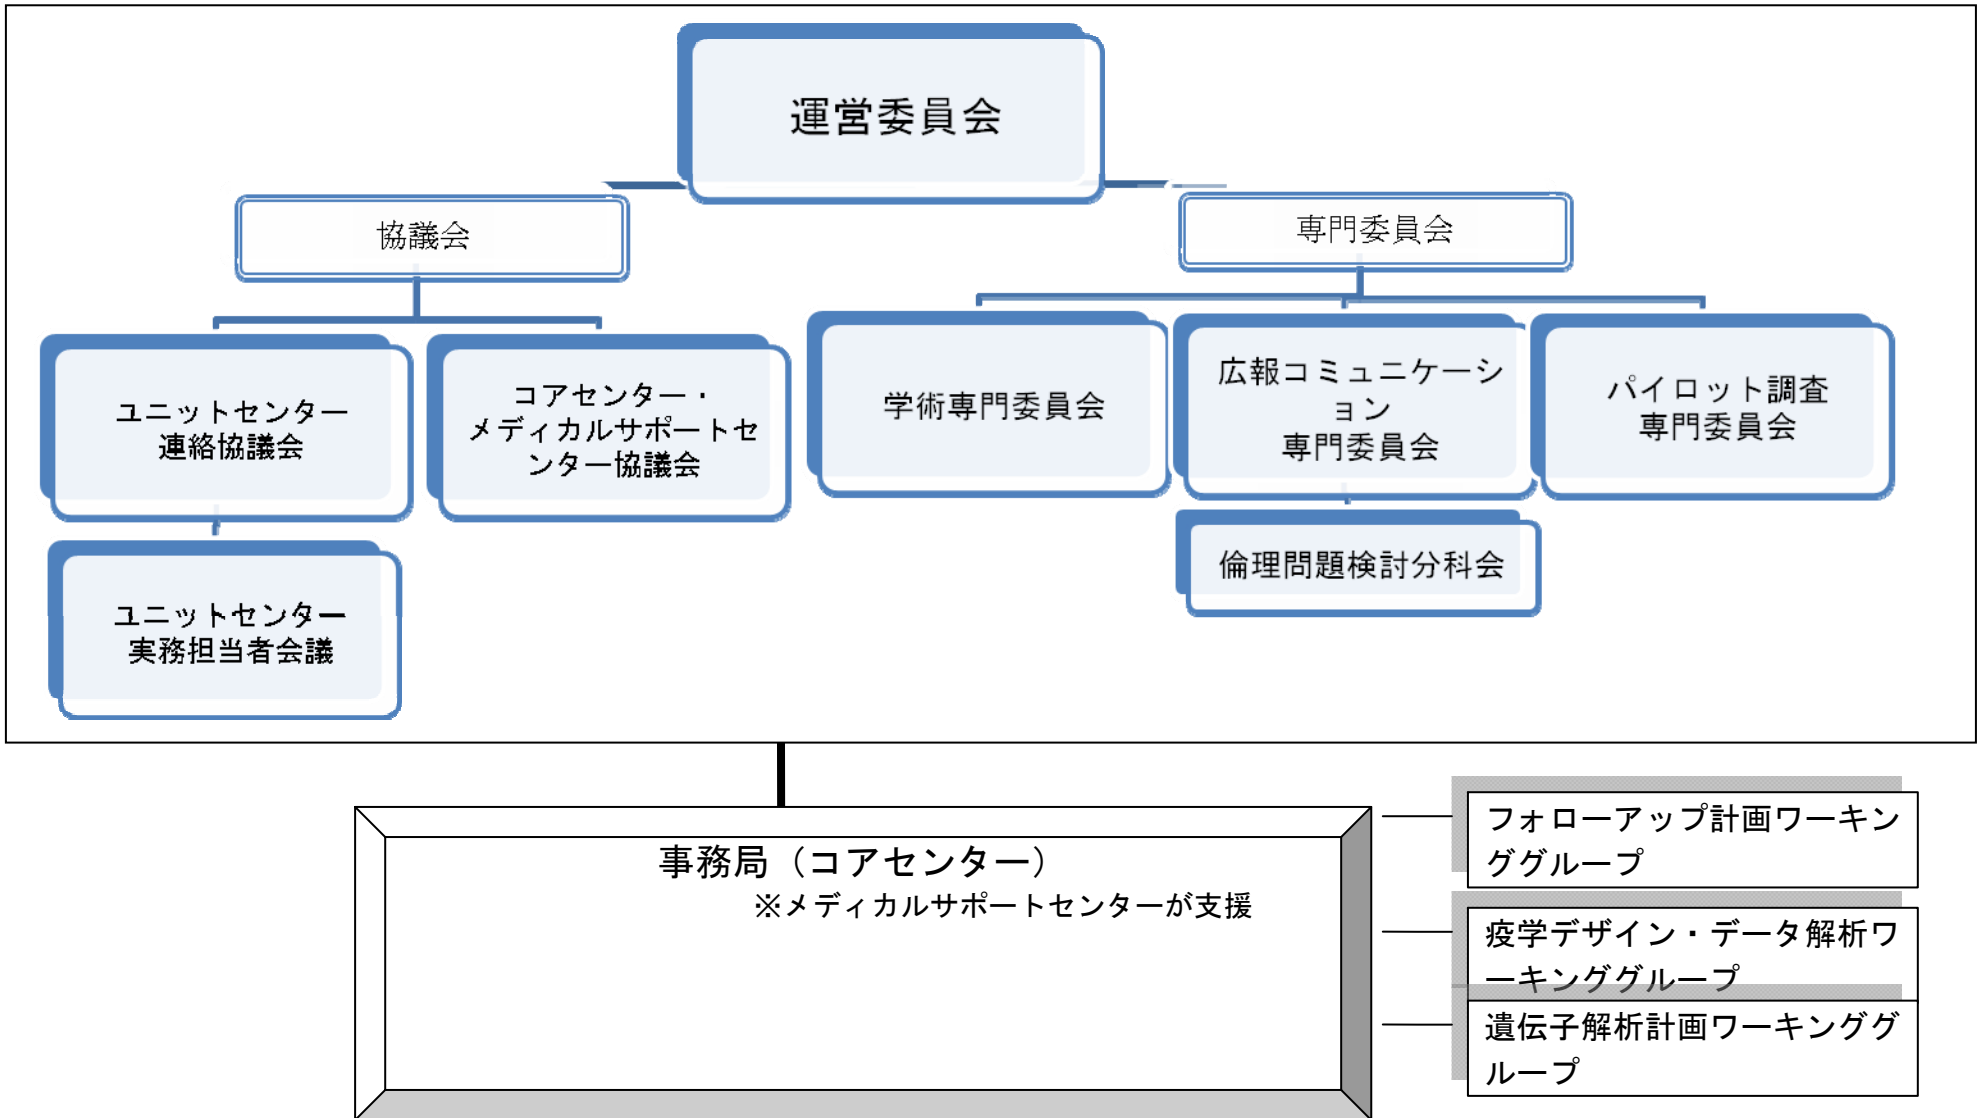 運営委員会
協議会
専門委員会
ユニットセンター
連絡協議会
コアセンター・
メディカルサポートセ
ンター協議会
学術専門委員会
広報コミュニケーシ
ョン
専門委員会
パイロット調査
専門委員会
倫理問題検討分科会
ユニットセンター
実務担当者会議
事務局（コアセンター）
※メディカルサポートセンターが支援
フォローアップ計画ワーキン
ググループ
疫学デザイン・データ解析ワ
ーキンググループ
遺伝子解析計画ワーキンググ
ループ